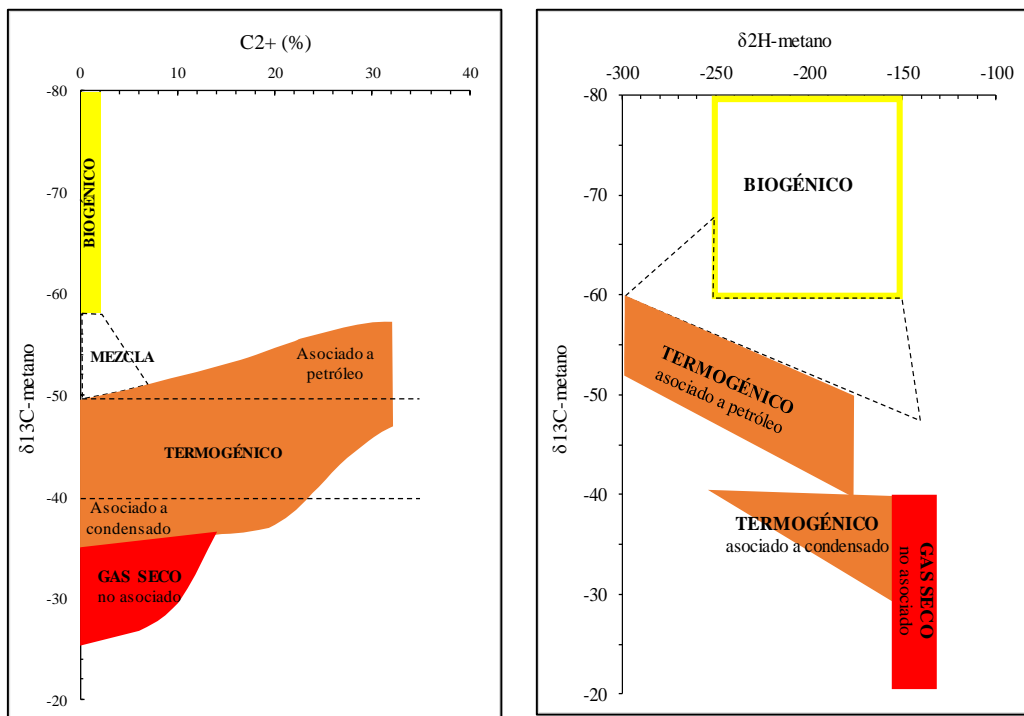 C2+ (%)
0 10 20 30 40
-80
-70
-60
-50
-40
-30
-20
δ13C-metano
BIOGÉNICO
MEZCLA
Asociado a
petróleo
TERMOGÉNICO
Asociado a
condensado
GAS SECO
no asociado
δ2H-metano
-300 -250 -200 -150 -100
-80
-70
-60
-50
-40
-30
-20
δ13C-metano
BIOGÉNICO
TERMOGÉNICO
asociado a petróleo
TERMOGÉNICO
asociado a condensado
GAS SECO
no asociado